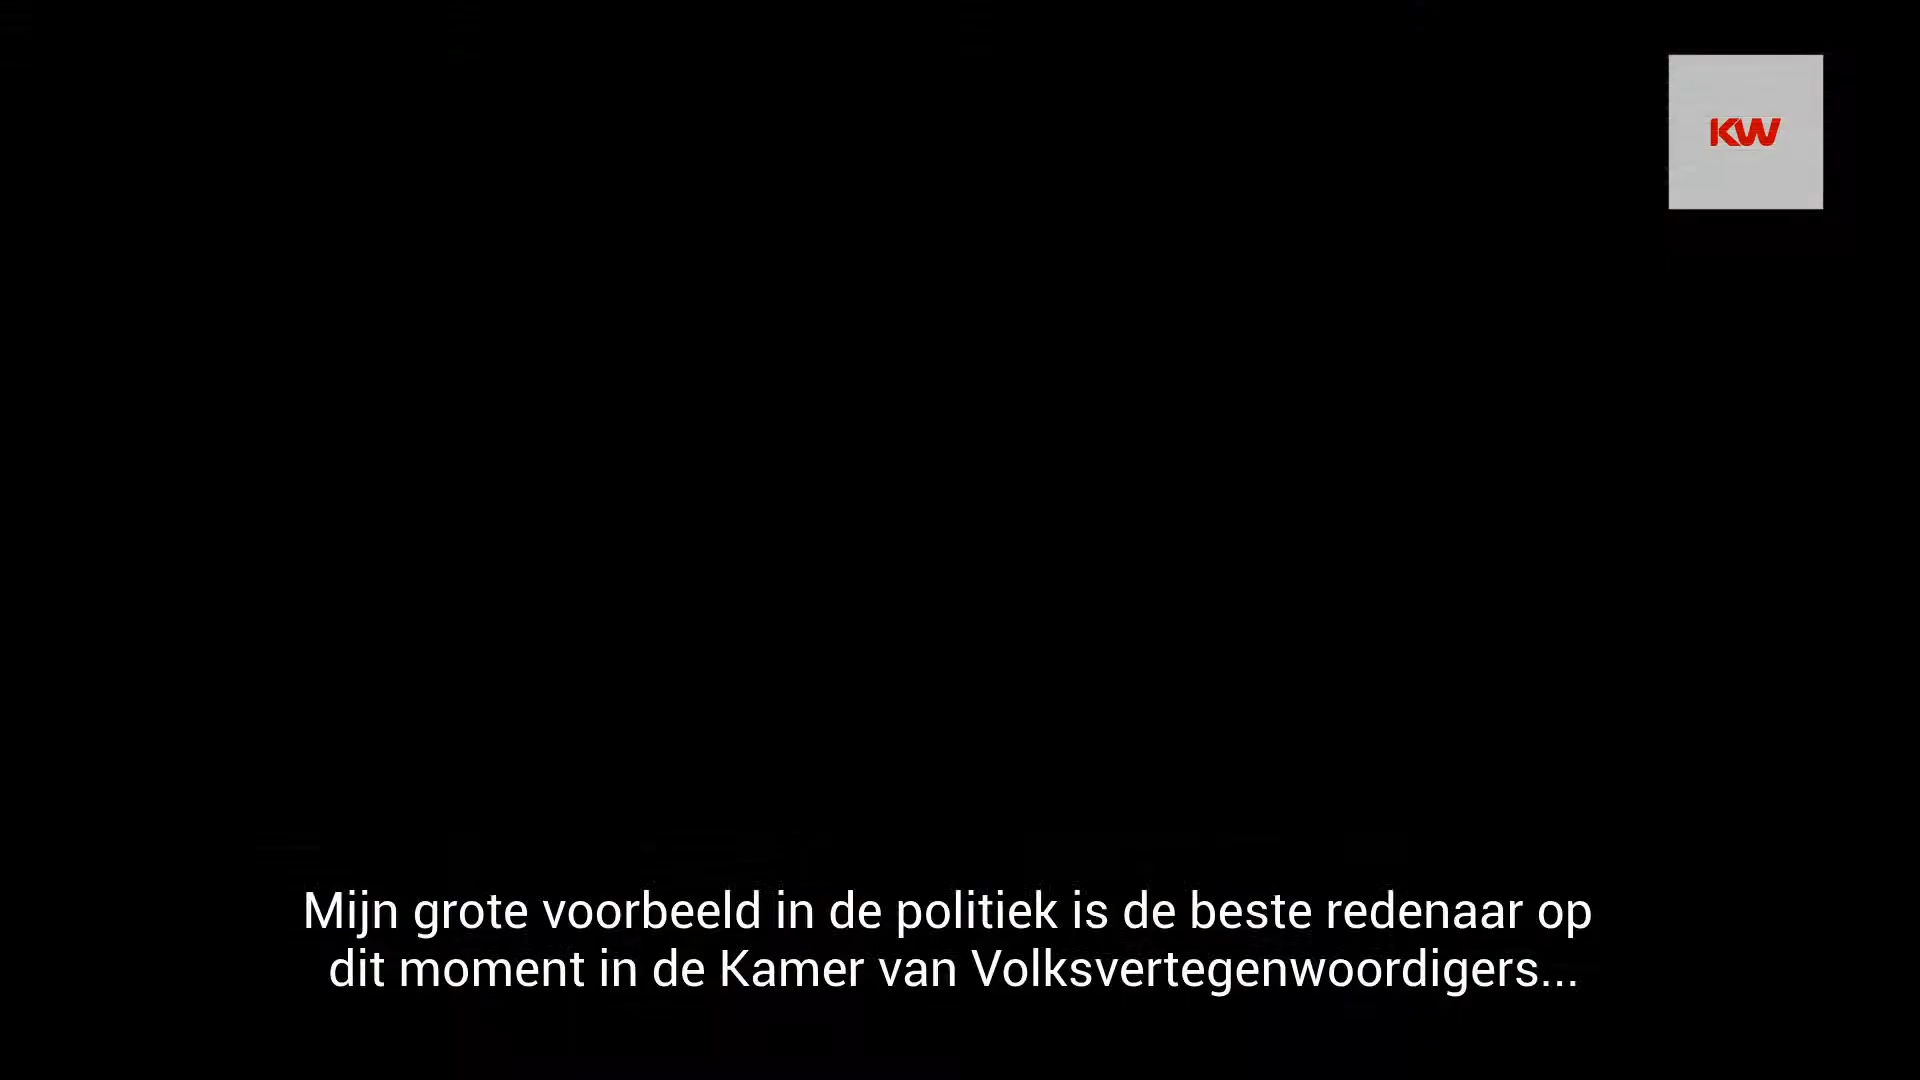 KW
Mijn grote voorbeeld in de politiek is de beste redenaar op
dit moment in de Kamer van Volksvertegenwoordigers...